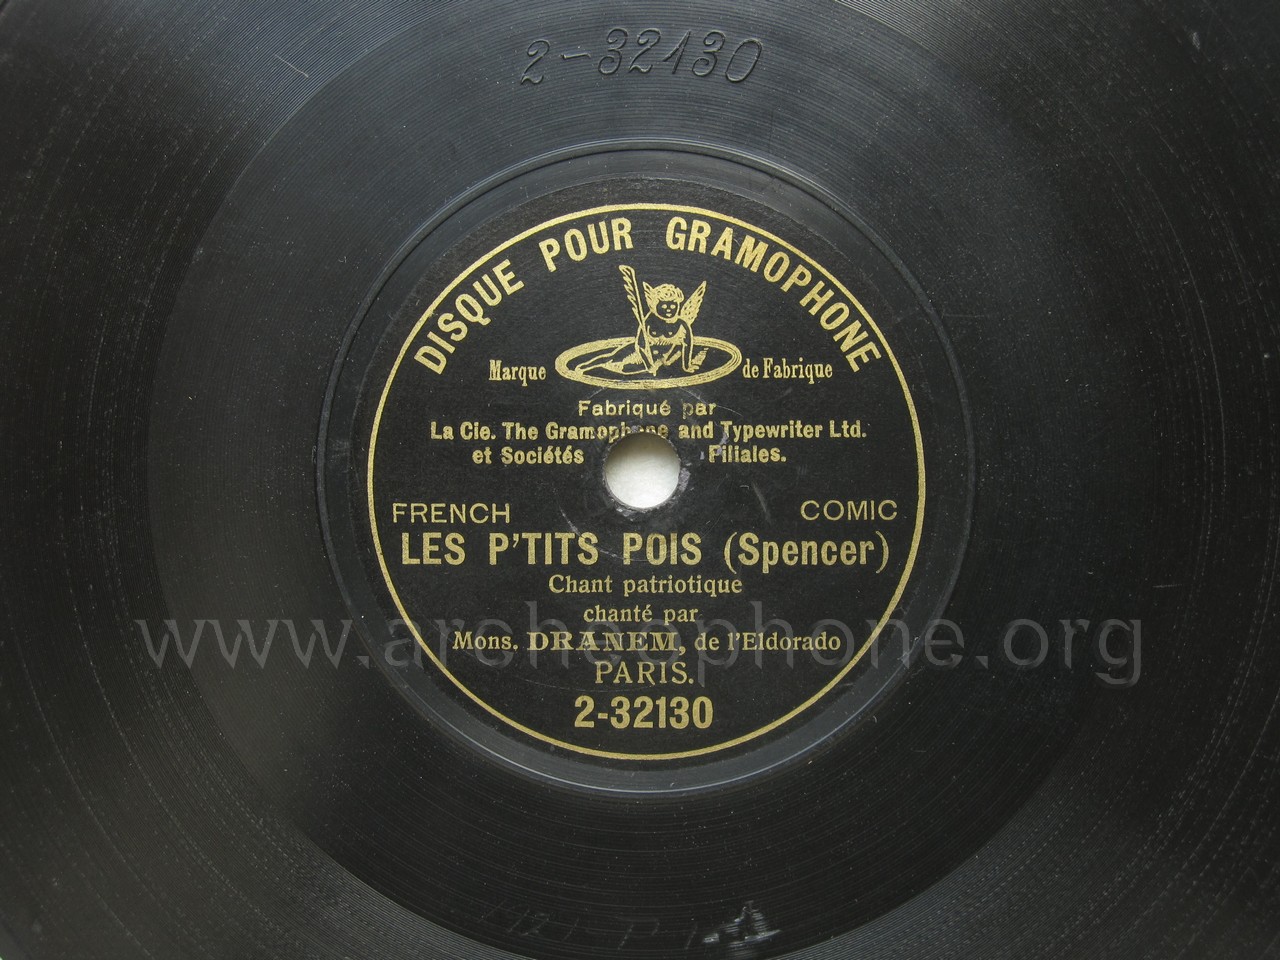 2-32130
DISQUE POUR GRAMOPHONE
Marque de Fabrique
Fabriqué par
La Cie. The Gramophone and Typewriter Ltd.
et Sociétés Filiales.
FRENCH COMIC
LES P'TITS POIS (Spencer)
Chant patriotique
chanté par
www.archeophone.org
Mons. DRANEM, de l'Eldorado
PARIS.
2-32130